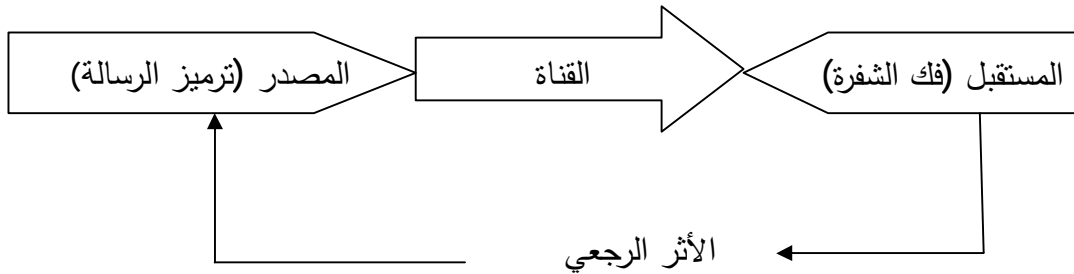 المصدر (ترميز الرسالة)
القناة
المستقبل (فك الشفرة)
الأثر الرجعي